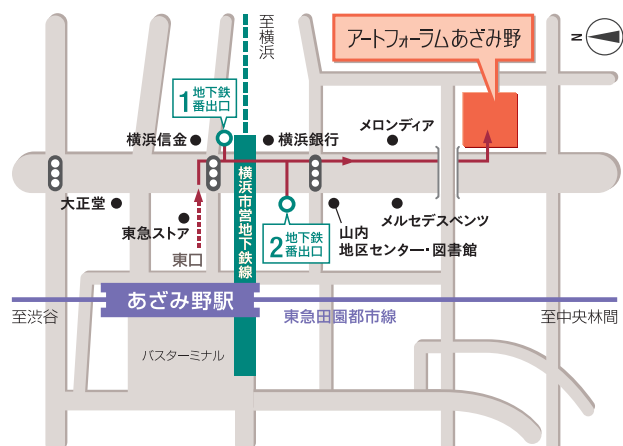 至横浜
アートフォーラムあざみ野
N
1 地下鉄
番出口
横浜信金
横浜銀行
メロンディア
大正堂
東急ストア
東口
横浜市営地下鉄線
2 地下鉄
番出口
山内
地区センター・図書館
メルセデスベンツ
あざみ野駅
至渋谷
東急田園都市線
至中央林間
バスターミナル